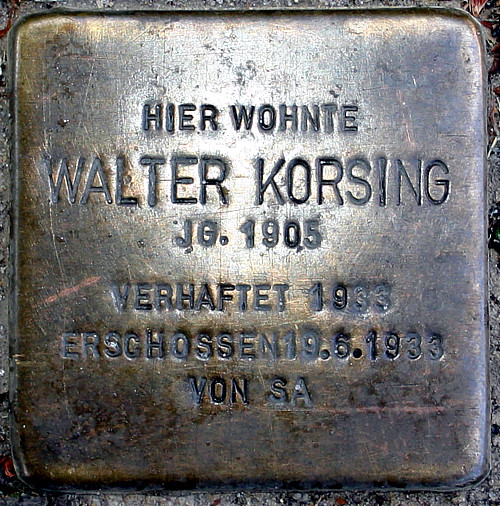 HIER WOHNTE
WALTER KORSING
JG. 1905
VERHAFTET 1933
ERSCHOSSEN 19.6.1933
VON SA